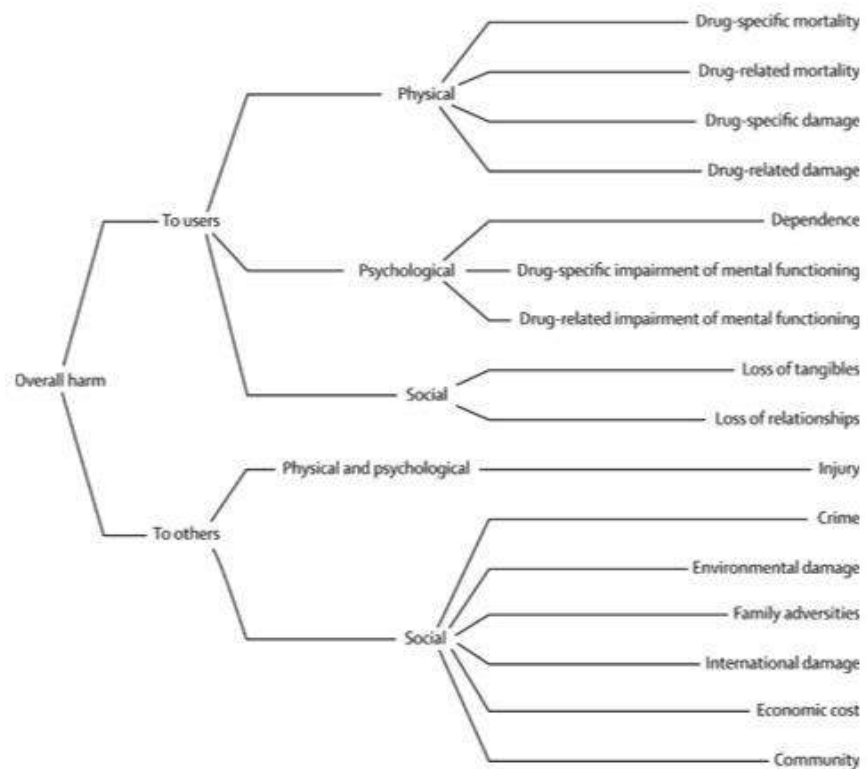 Overall harm
To users
Physical
Drug-specific mortality
Drug-related mortality
Drug-specific damage
Drug-related damage
Psychological
Dependence
Drug-specific impairment of mental functioning
Drug-related impairment of mental functioning
Social
Loss of tangibles
Loss of relationships
To others
Physical and psychological
Injury
Social
Crime
Environmental damage
Family adversities
International damage
Economic cost
Community